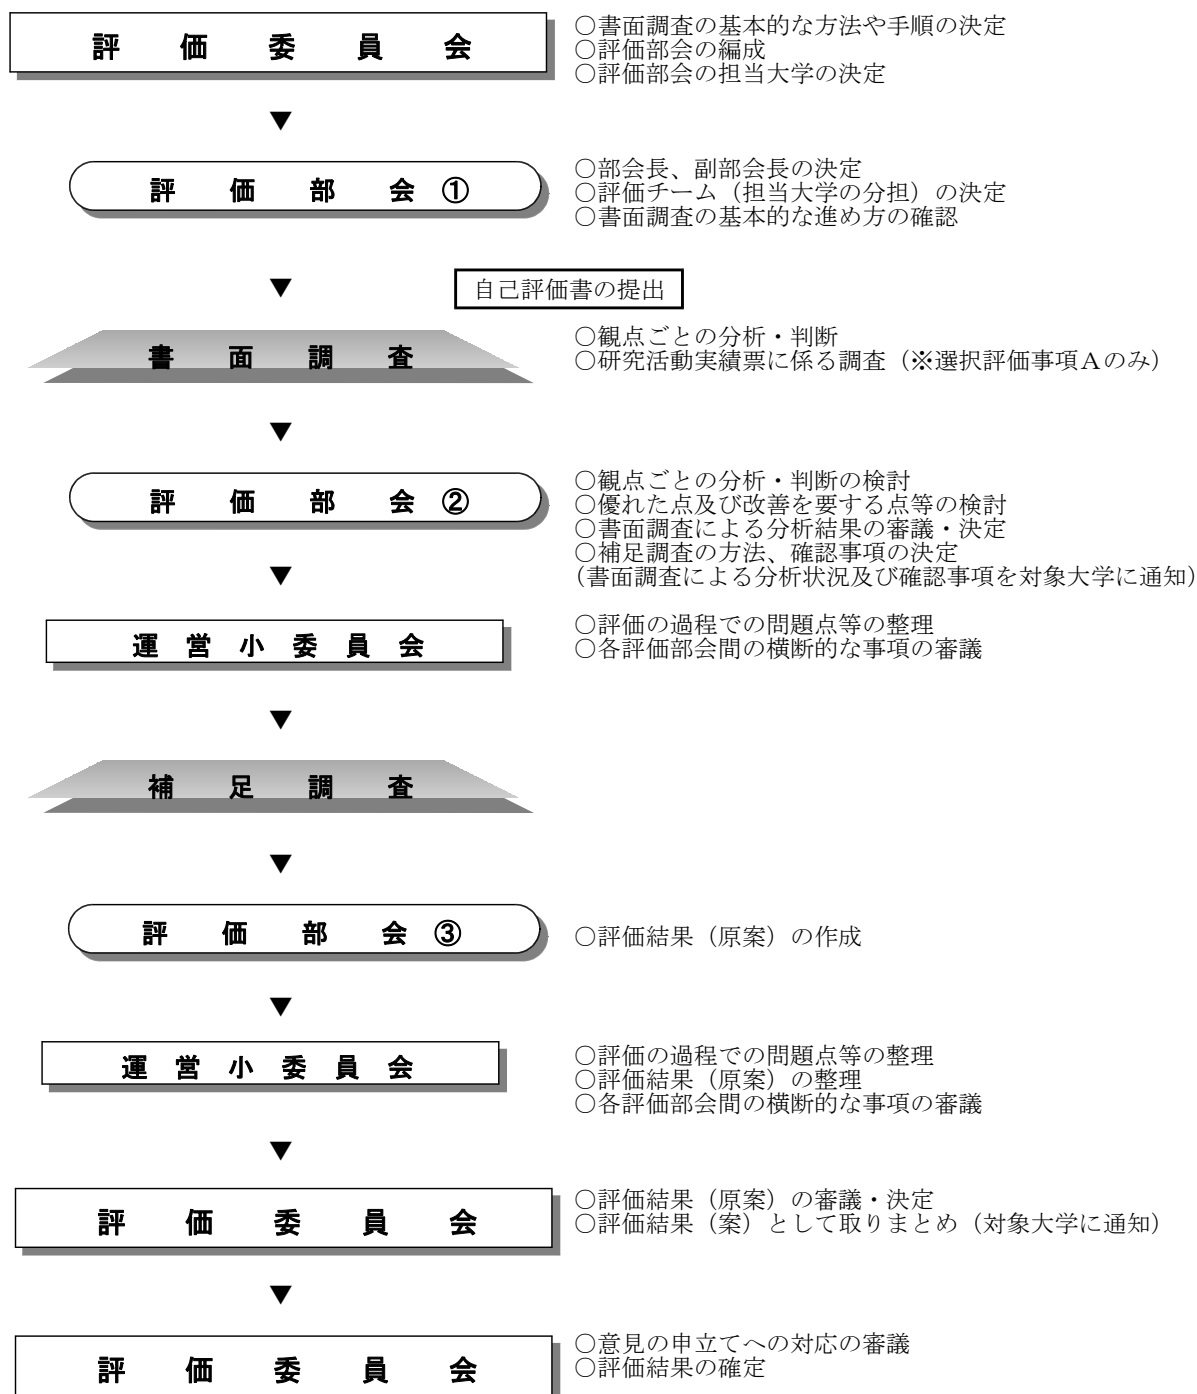 評価委員会
○書面調査の基本的な方法や手順の決定
○評価部会の編成
○評価部会の担当大学の決定
▼
評価部会①
○部会長、副部会長の決定
○評価チーム（担当大学の分担）の決定
○書面調査の基本的な進め方の確認
▼
自己評価書の提出
書面調査
○観点ごとの分析・判断
○研究活動実績票に係る調査（※選択評価事項Ａのみ）
▼
評価部会②
○観点ごとの分析・判断の検討
○優れた点及び改善を要する点等の検討
○書面調査による分析結果の審議・決定
○補足調査の方法、確認事項の決定
（書面調査による分析状況及び確認事項を対象大学に通知）
▼
運営小委員会
○評価の過程での問題点等の整理
○各評価部会間の横断的な事項の審議
▼
補足調査
▼
評価部会③
○評価結果（原案）の作成
▼
運営小委員会
○評価の過程での問題点等の整理
○評価結果（原案）の整理
○各評価部会間の横断的な事項の審議
▼
評価委員会
○評価結果（原案）の審議・決定
○評価結果（案）として取りまとめ（対象大学に通知）
▼
評価委員会
○意見の申立てへの対応の審議
○評価結果の確定